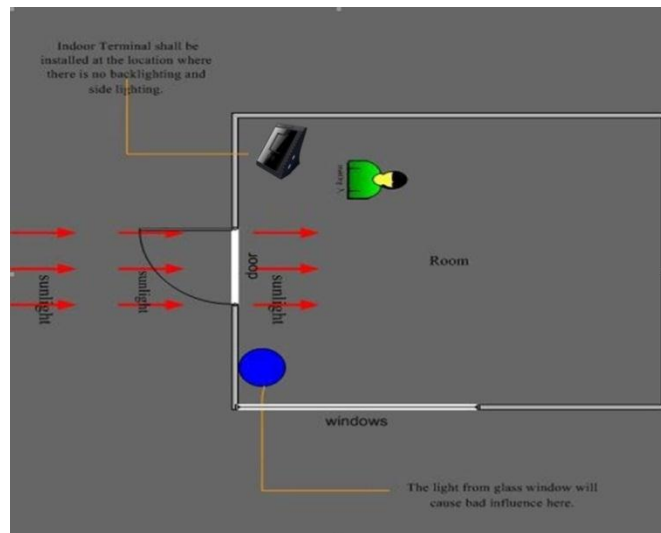 Indoor Terminal shall be
installed at the location where
there is no backlighting and
side lighting.
Room
door
sunlight
sunlight
sunlight
windows
The light from glass window will
cause bad influence here.